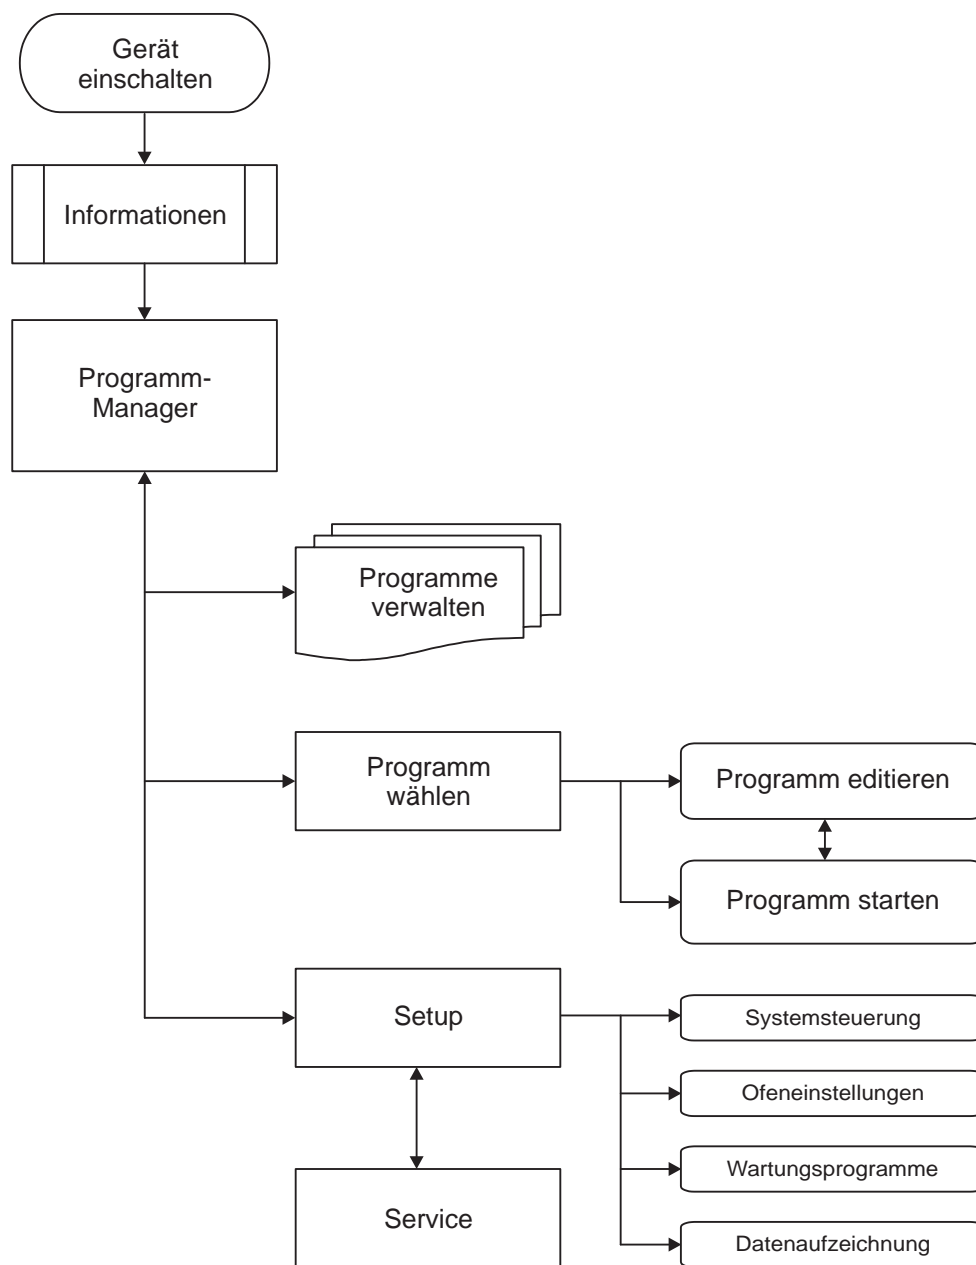 Gerät
einschalten
Informationen
Programm-
Manager
Programme
verwalten
Programm
wählen
Programm editieren
Programm starten
Setup
Systemsteuerung
Ofeneinstellungen
Wartungsprogramme
Service
Datenaufzeichnung